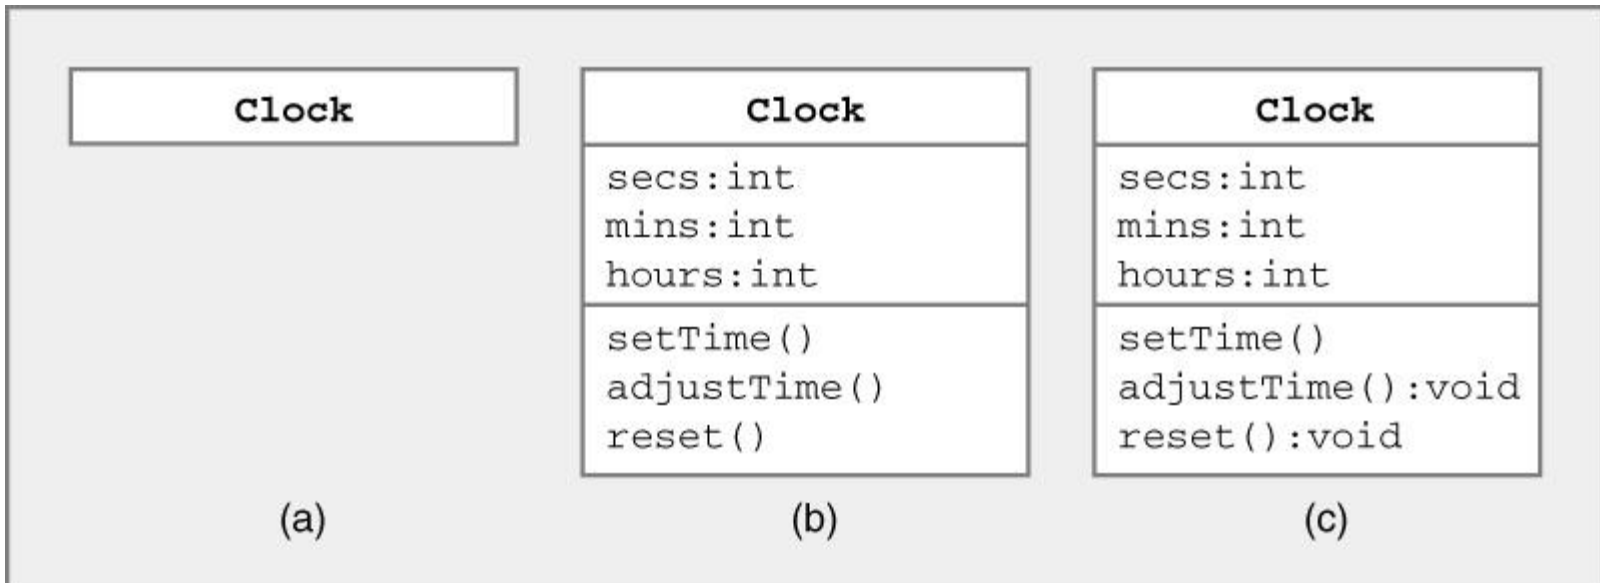 Clock
(a)
Clock
secs:int
mins:int
hours:int
setTime()
adjustTime()
reset()
(b)
Clock
secs:int
mins:int
hours:int
setTime()
adjustTime():void
reset():void
(c)